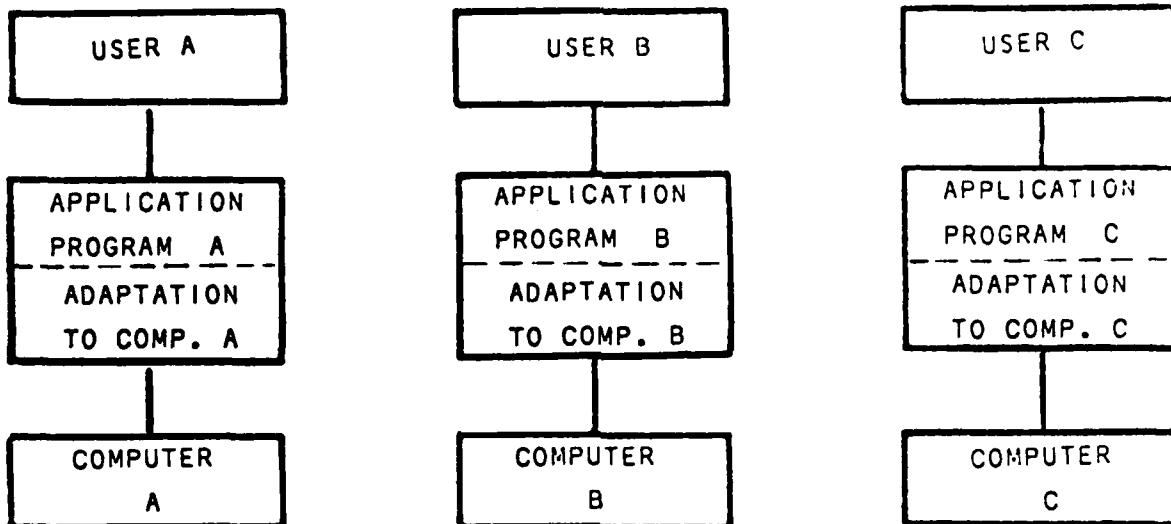 USER A
USER B
USER C
APPLICATION
PROGRAM A
ADAPTATION
TO COMP. A
APPLICATION
PROGRAM B
ADAPTATION
TO COMP. B
APPLICATION
PROGRAM C
ADAPTATION
TO COMP. C
COMPUTER
A
COMPUTER
B
COMPUTER
C